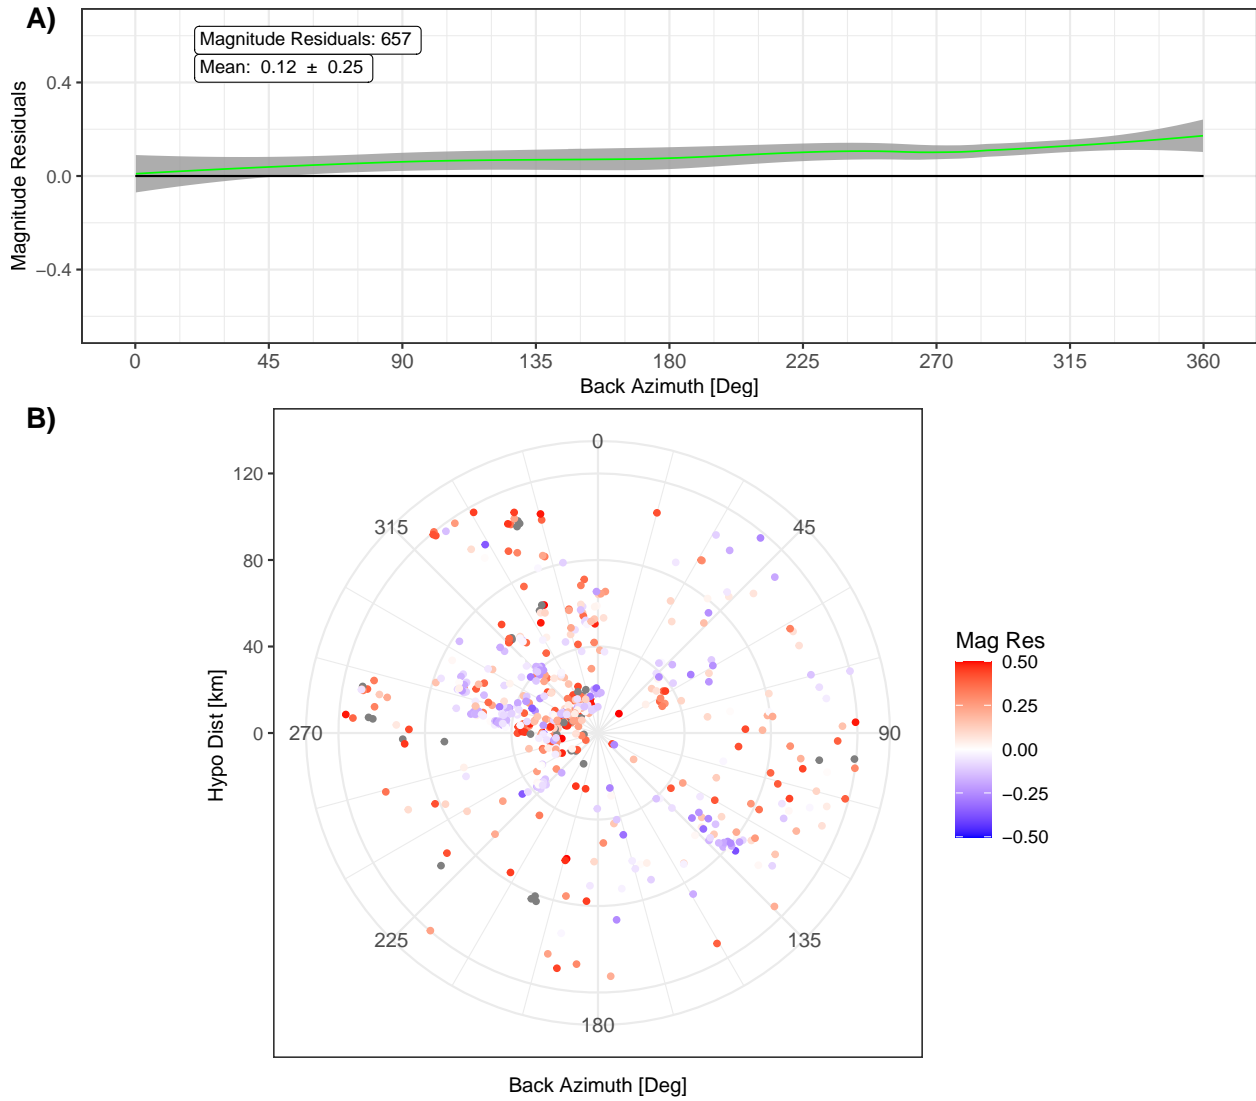 A)
Magnitude Residuals: 657
Mean:  0.12  ±  0.25
0.4
0.0
−0.4
Magnitude Residuals
0 45 90 135 180 225 270 315 360
Back Azimuth [Deg]
B)
0
45
90
135
180
225
270
315
120
80
40
0
Hypo Dist [km]
Back Azimuth [Deg]
Mag Res
0.50
0.25
0.00
−0.25
−0.50